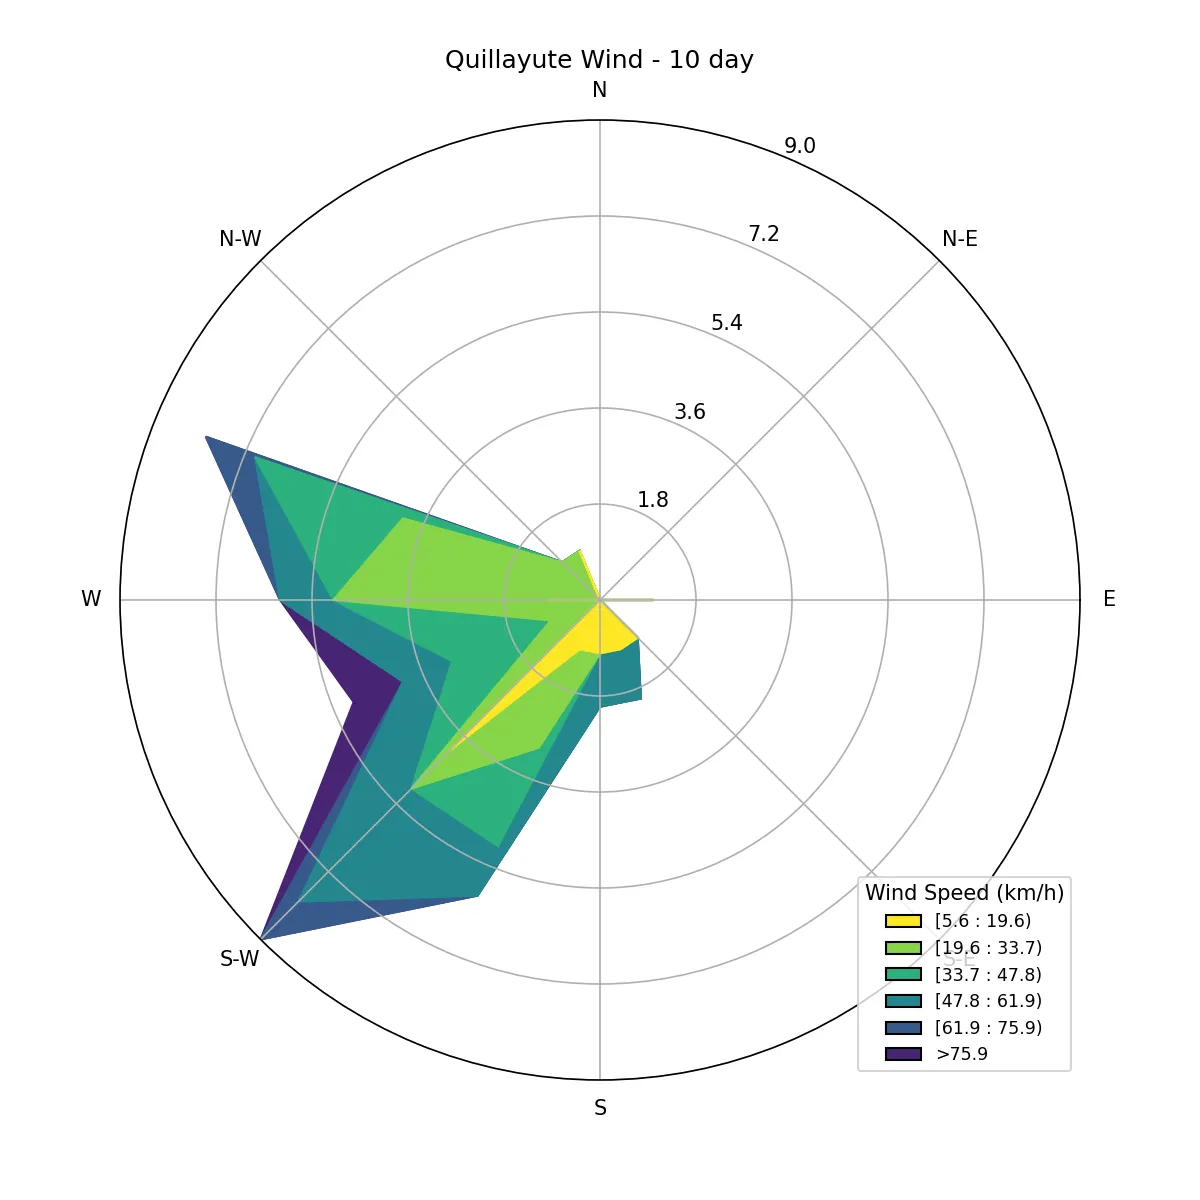 Quillayute Wind - 10 day
N
9.0
N-W
7.2
N-E
5.4
3.6
1.8
W
E
S-W
S-E
S
Wind Speed (km/h)
[5.6 : 19.6)
[19.6 : 33.7)
[33.7 : 47.8)
[47.8 : 61.9)
[61.9 : 75.9)
>75.9